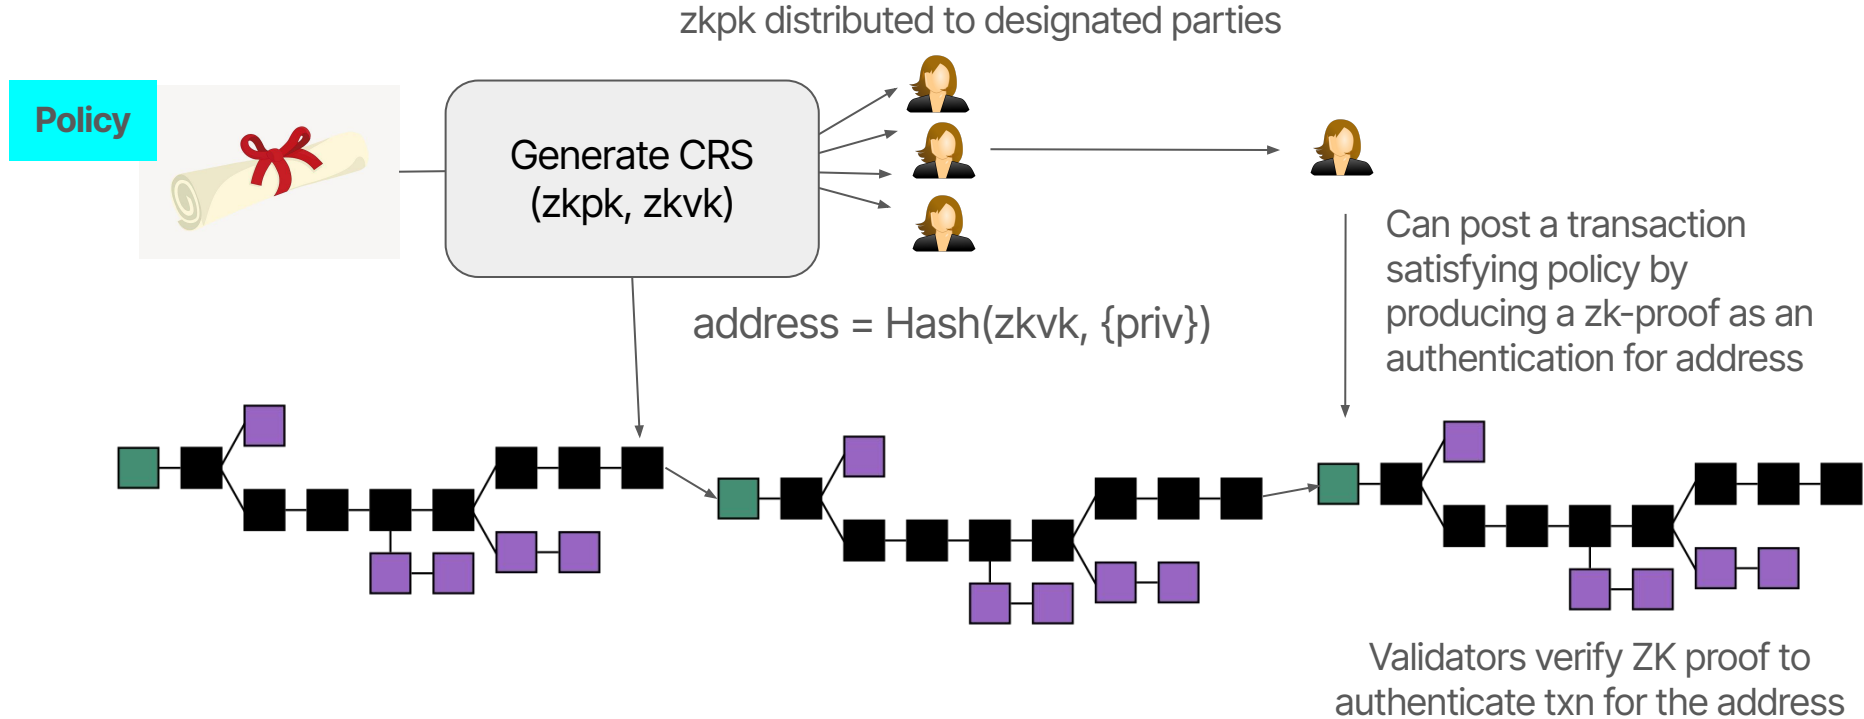 zkpk distributed to designated parties
Policy
Generate CRS
(zkpk, zkvk)
address = Hash(zkvk, {priv})
Can post a transaction
satisfying policy by
producing a zk-proof as an
authentication for address
Validators verify ZK proof to
authenticate txn for the address